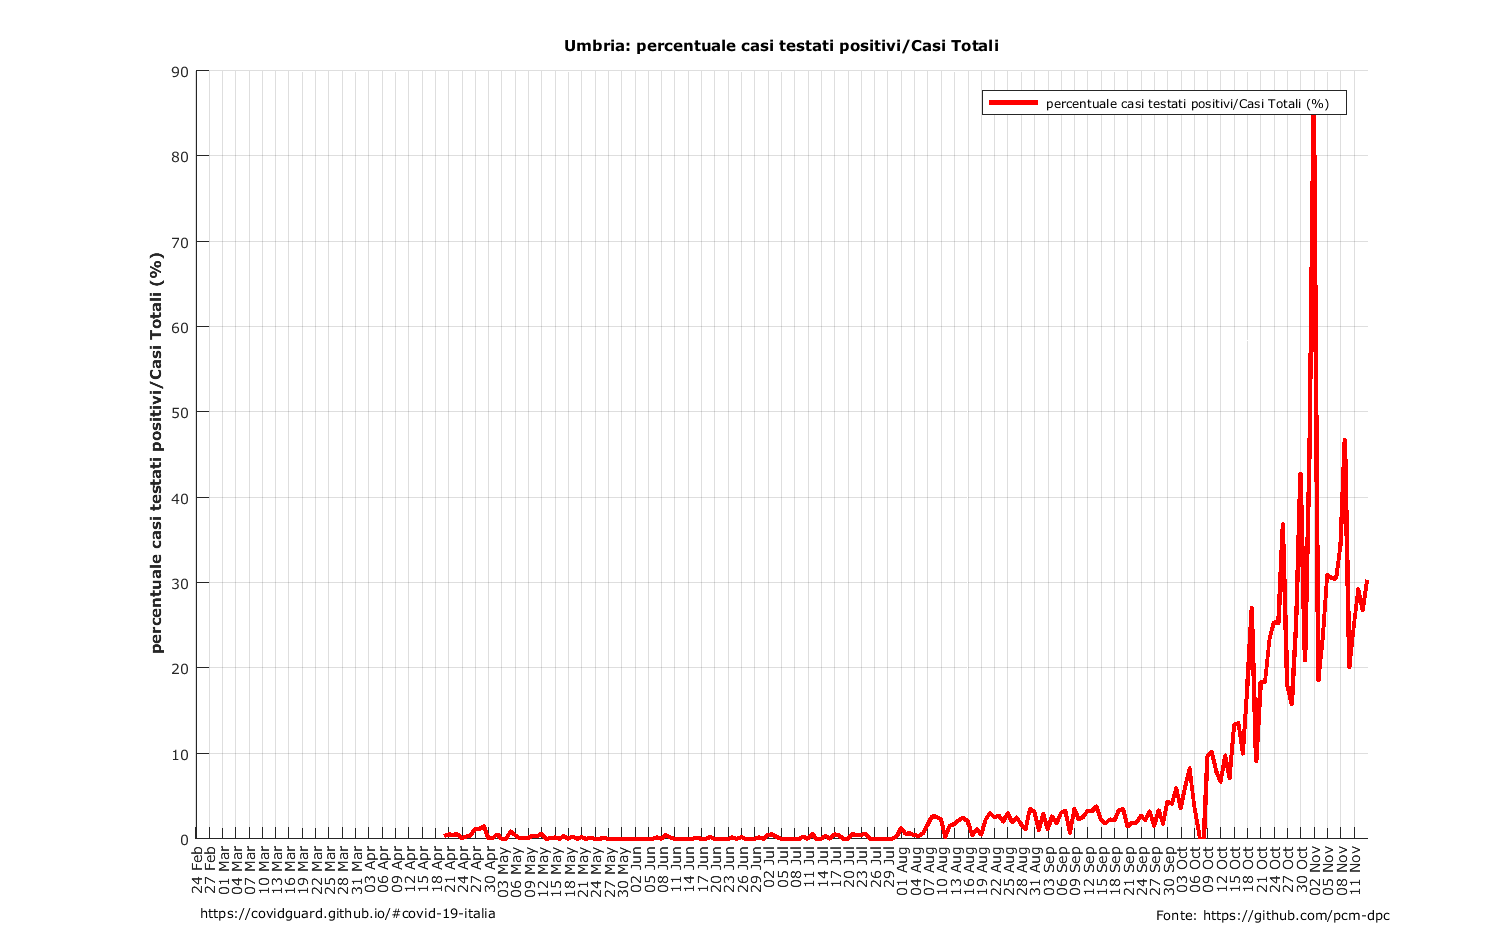 Umbria: percentuale casi testati positivi/Casi Totali
percentuale casi testati positivi/Casi Totali (%)
percentuale casi testati positivi/Casi Totali (%)
90
80
70
60
50
40
30
20
10
0
24 Feb
27 Feb
01 Mar
04 Mar
07 Mar
10 Mar
13 Mar
16 Mar
19 Mar
22 Mar
25 Mar
28 Mar
31 Mar
03 Apr
06 Apr
09 Apr
12 Apr
15 Apr
18 Apr
21 Apr
24 Apr
27 Apr
30 Apr
03 May
06 May
09 May
12 May
15 May
18 May
21 May
24 May
27 May
30 May
02 Jun
05 Jun
08 Jun
11 Jun
14 Jun
17 Jun
20 Jun
23 Jun
26 Jun
29 Jun
02 Jul
05 Jul
08 Jul
11 Jul
14 Jul
17 Jul
20 Jul
23 Jul
26 Jul
29 Jul
01 Aug
04 Aug
07 Aug
10 Aug
13 Aug
16 Aug
19 Aug
22 Aug
25 Aug
28 Aug
31 Aug
03 Sep
06 Sep
09 Sep
12 Sep
15 Sep
18 Sep
21 Sep
24 Sep
27 Sep
30 Sep
03 Oct
06 Oct
09 Oct
12 Oct
15 Oct
18 Oct
21 Oct
24 Oct
27 Oct
30 Oct
02 Nov
05 Nov
08 Nov
11 Nov
https://covidguard.github.io/#covid-19-italia
Fonte: https://github.com/pcm-dpc